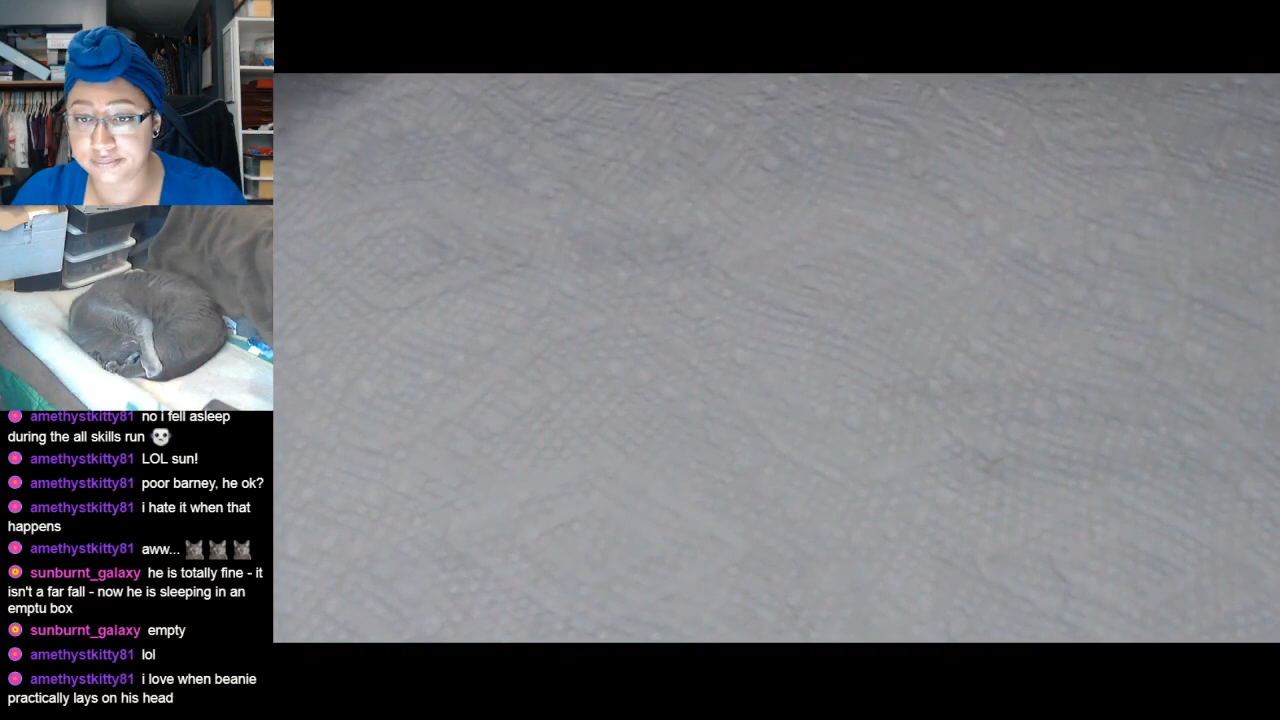 amethystkitty81 no i fell asleep
during the all skills run
amethystkitty81 LOL sun!
amethystkitty81 poor barney, he ok?
amethystkitty81 i hate it when that
happens
amethystkitty81 aww...
sunburnt_galaxy he is totally fine - it
isn't a far fall - now he is sleeping in an
emptu box
sunburnt_galaxy empty
amethystkitty81 lol
amethystkitty81 i love when beanie
practically lays on his head